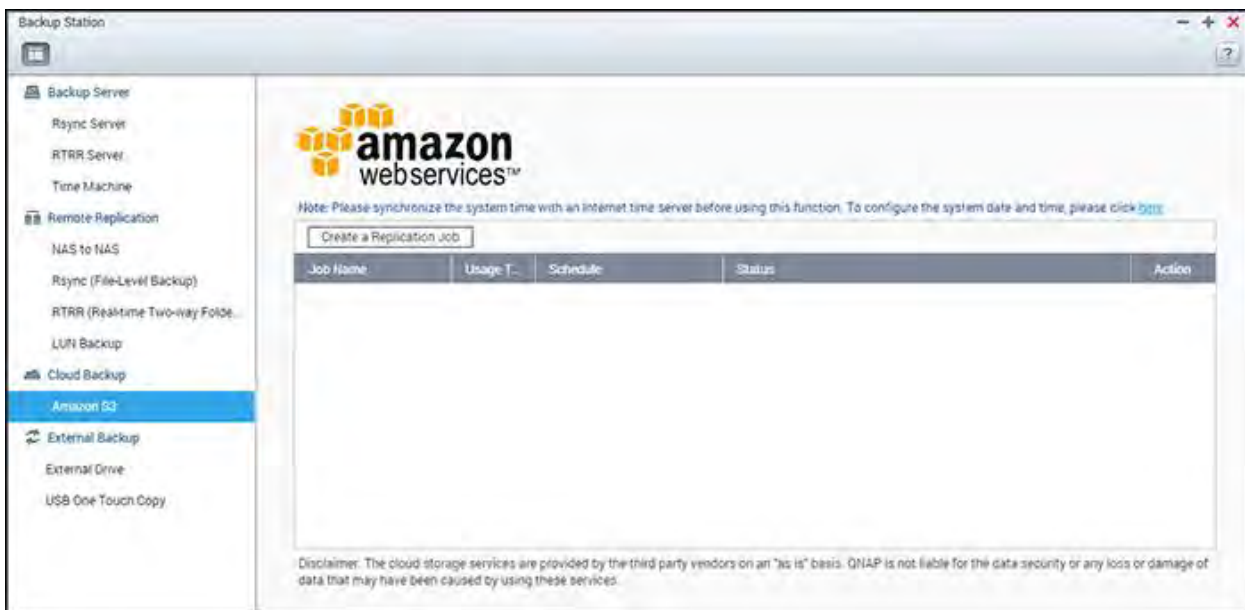 Backup Station
Backup Server
Rsync Server
RTRR Server
Time Machine
Remote Replication
NAS to NAS
Rsync (File-Level Backup)
RTRR (Real-time Two-way Folde...
LUN Backup
Cloud Backup
Amazon S3
External Backup
External Drive
USB One Touch Copy
?
amazon
webservices™
Note: Please synchronize the system time with an Internet time server before using this function. To configure the system date and time, please click here
Create a Replication Job
Job Name Usage T... Schedule Status Action
Disclaimer: The cloud storage services are provided by the third party vendors on an "as is" basis. QNAP is not liable for the data security or any loss or damage of
data that may have been caused by using these services.